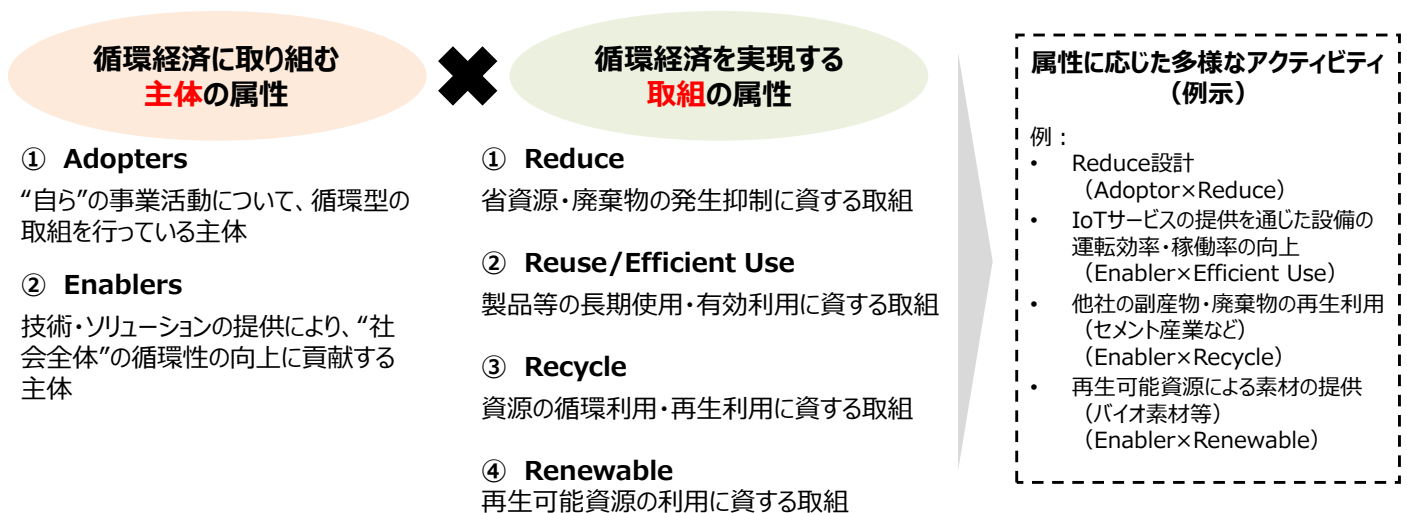 循環経済に取り組む
主体の属性
① Adopters
“自ら”の事業活動について、循環型の
取組を行っている主体
② Enablers
技術・ソリューションの提供により、“社
会全体”の循環性の向上に貢献する
主体
循環経済を実現する
取組の属性
① Reduce
省資源・廃棄物の発生抑制に資する取組
② Reuse/Efficient Use
製品等の長期使用・有効利用に資する取組
③ Recycle
資源の循環利用・再生利用に資する取組
④ Renewable
再生可能資源の利用に資する取組
属性に応じた多様なアクティビティ
（例示）
例：
• Reduce設計
（Adoptor×Reduce）
• IoTサービスの提供を通じた設備の
運転効率・稼働率の向上
（Enabler×Efficient Use）
• 他社の副産物・廃棄物の再生利用
（セメント産業など）
（Enabler×Recycle）
• 再生可能資源による素材の提供
（バイオ素材等）
（Enabler×Renewable）